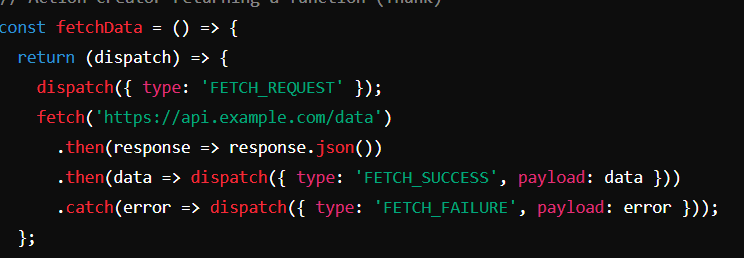 // Action Creator returning a function (Thunk)
const fetchData = () => {
return (dispatch) => {
dispatch({ type: 'FETCH_REQUEST' });
fetch('https://api.example.com/data')
.then(response => response.json())
.then(data => dispatch({ type: 'FETCH_SUCCESS', payload: data }))
.catch(error => dispatch({ type: 'FETCH_FAILURE', payload: error }));
};